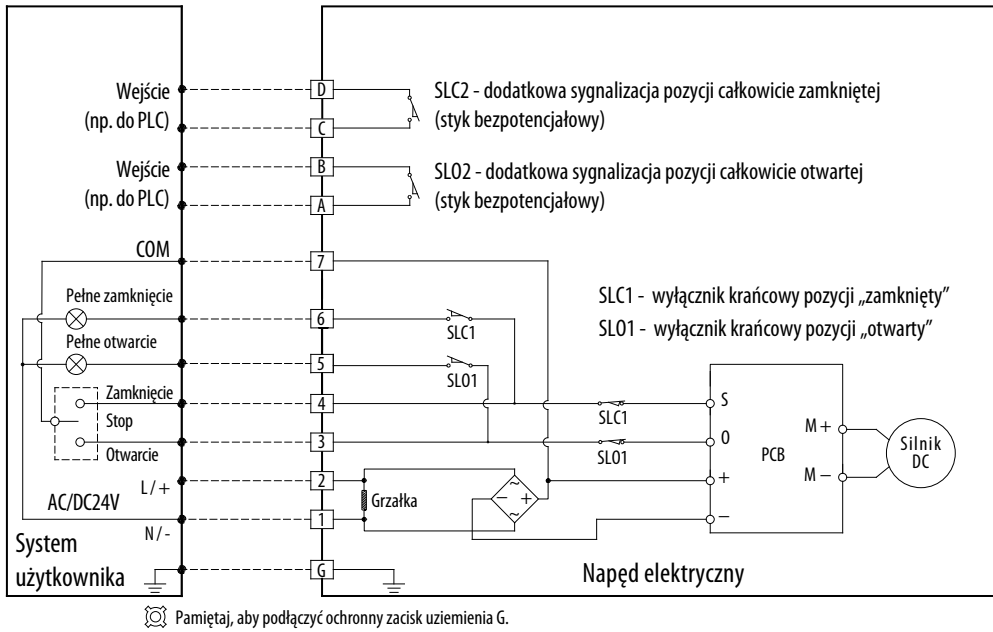 Wejście
(np. do PLC)
D
C
SLC2 - dodatkowa sygnalizacja pozycji całkowicie zamkniętej
(styk bezpotencjałowy)
Wejście
(np. do PLC)
B
A
SLO2 - dodatkowa sygnalizacja pozycji całkowicie otwartej
(styk bezpotencjałowy)
COM
7
SLC1 - wyłącznik krańcowy pozycji „zamknięty”
SLO1 - wyłącznik krańcowy pozycji „otwarty”
Pełne zamknięcie
6
SLC1
Pełne otwarcie
5
SLO1
Zamknięcie
4
SLC1
S
Stop
Otwarcie
3
SLO1
O
M +
M −
PCB
Silnik
DC
L / +
2
Grzałka
~
− +
~
+
AC/DC24V
N / -
1
−
System
użytkownika
G
Napęd elektryczny
Pamiętaj, aby podłączyć ochronny zacisk uziemienia G.